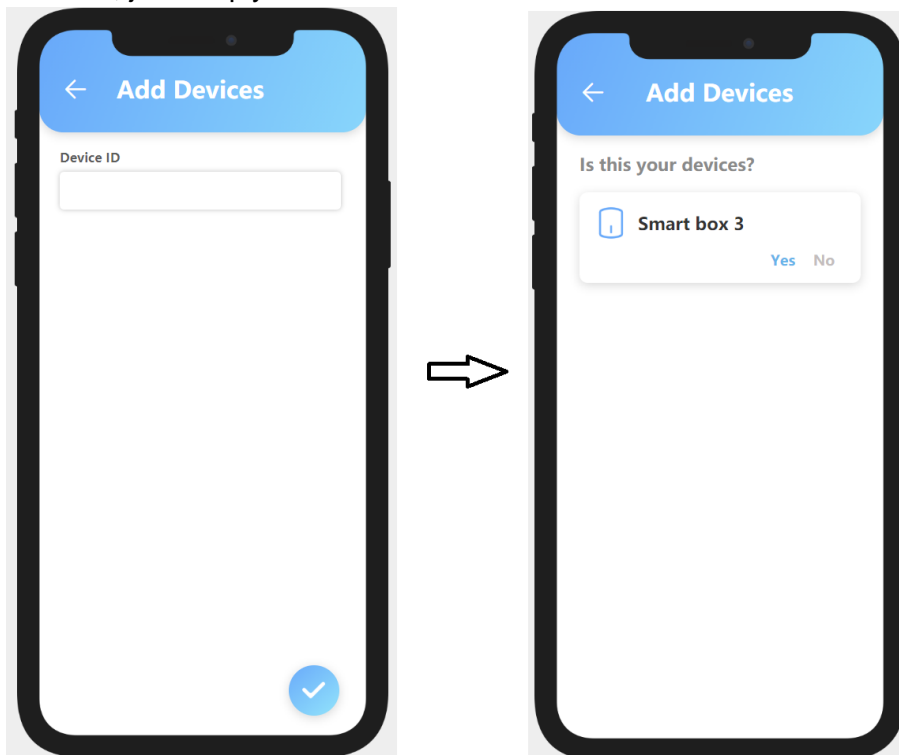 Add Devices
Device ID
Add Devices
Is this your devices?
Smart box 3
Yes No